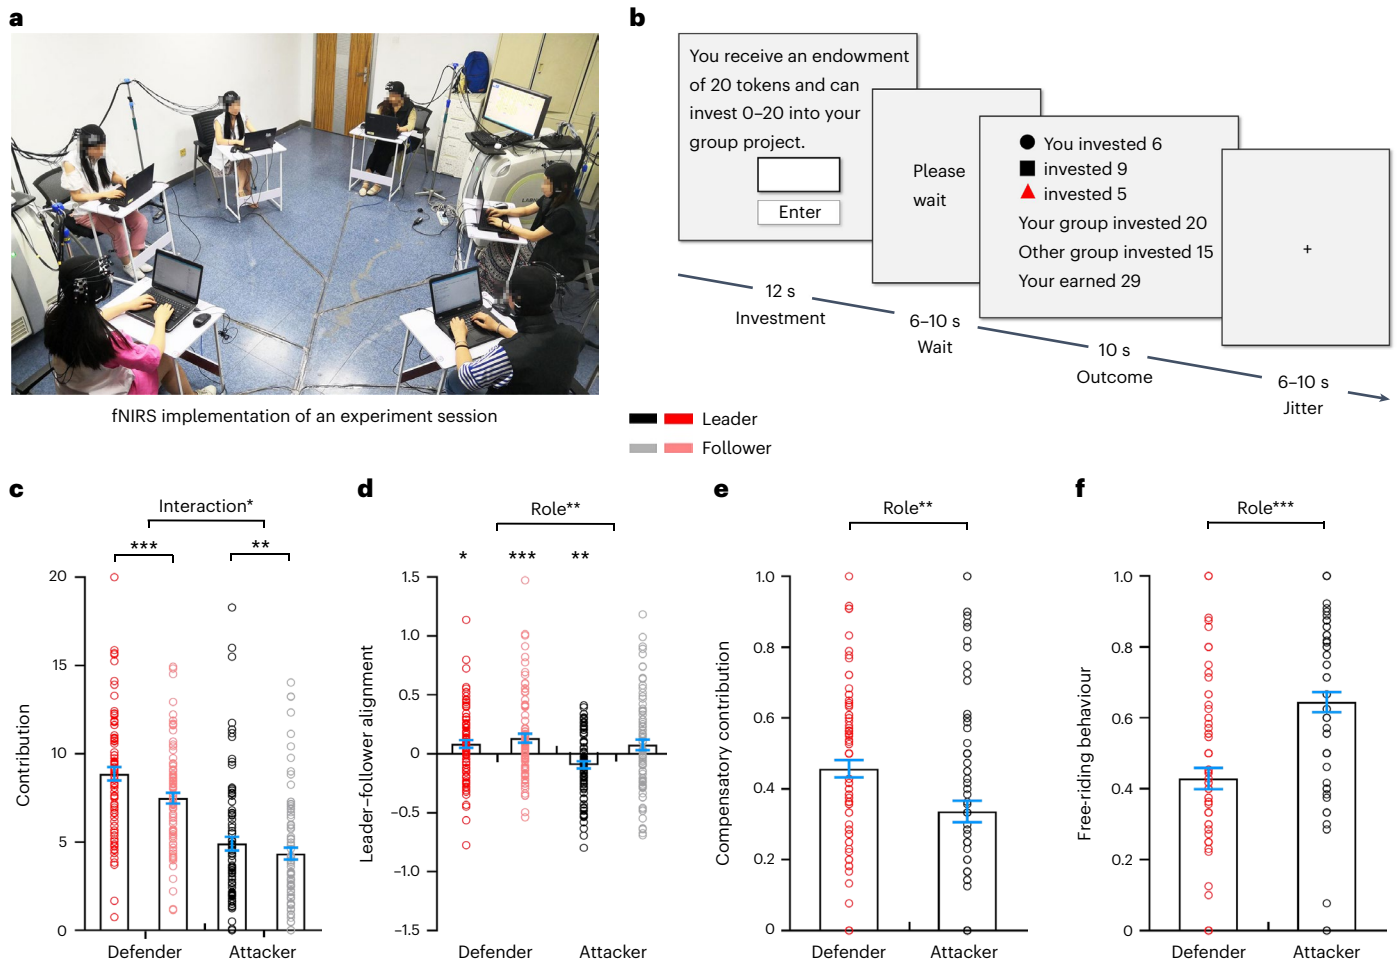 a
fNIRS implementation of an experiment session
b
You receive an endowment
of 20 tokens and can
invest 0–20 into your
group project.
Enter
Please
wait
You invested 6
invested 9
invested 5
Your group invested 20
Other group invested 15
Your earned 29
+
12 s
Investment
6–10 s
Wait
10 s
Outcome
6–10 s
Jitter
Leader
Follower
c
Interaction*
***
**
Contribution
20
15
10
5
0
Defender
Attacker
d
Role**
*
***
**
Leader–follower alignment
1.5
1.0
0.5
0
–0.5
–1.0
–1.5
Defender
Attacker
e
Role**
Compensatory contribution
1.0
0.8
0.6
0.4
0.2
0
Defender
Attacker
f
Role***
Free-riding behaviour
1.0
0.8
0.6
0.4
0.2
0
Defender
Attacker